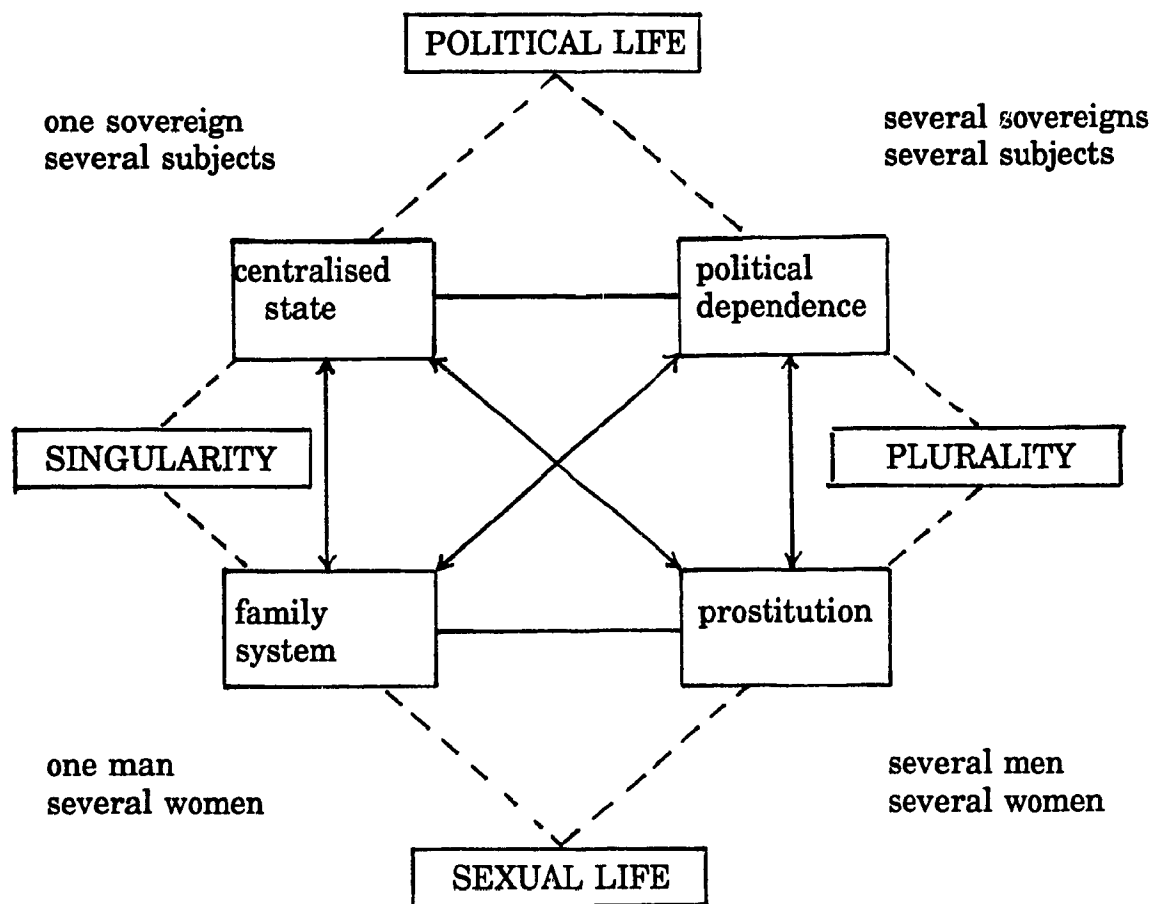 POLITICAL LIFE
one sovereign
several subjects
several sovereigns
several subjects
centralised
state
political
dependence
SINGULARITY
PLURALITY
family
system
prostitution
one man
several women
several men
several women
SEXUAL LIFE